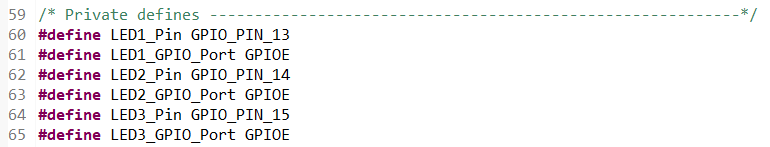 59 /* Private defines -----------------------------------------------------------*/
60 #define LED1_Pin GPIO_PIN_13
61 #define LED1_GPIO_Port GPIOE
62 #define LED2_Pin GPIO_PIN_14
63 #define LED2_GPIO_Port GPIOE
64 #define LED3_Pin GPIO_PIN_15
65 #define LED3_GPIO_Port GPIOE